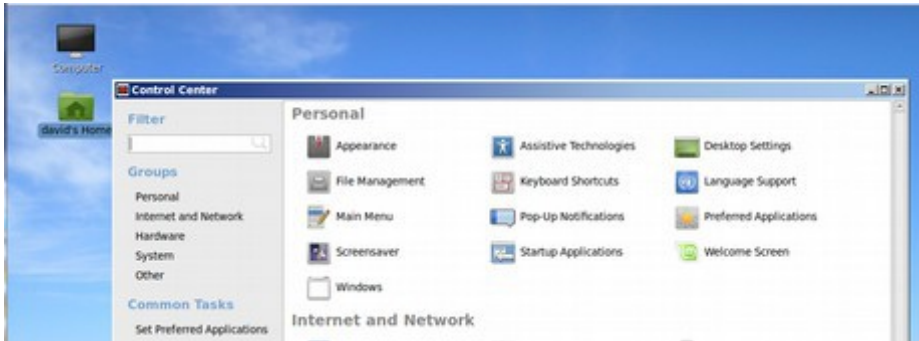 Computer
david's Home
Control Center
Filter
Groups
Personal
Internet and Network
Hardware
System
Other
Common Tasks
Set Preferred Applications
Personal
Appearance
Assistive Technologies
Desktop Settings
File Management
Keyboard Shortcuts
Language Support
Main Menu
Pop-Up Notifications
Preferred Applications
Screensaver
Startup Applications
Welcome Screen
Windows
Internet and Network